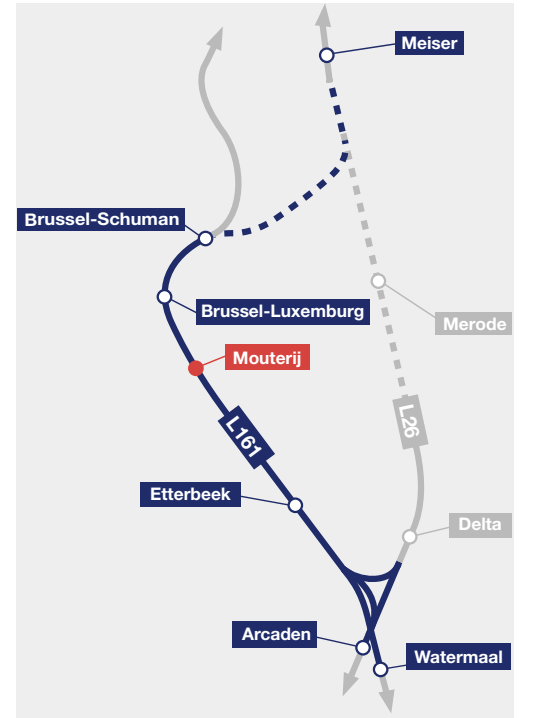 Meiser
Brussel-Schuman
Brussel-Luxemburg
Merode
Mouterij
L26
L161
Etterbeek
Delta
Arcaden
Watermaal